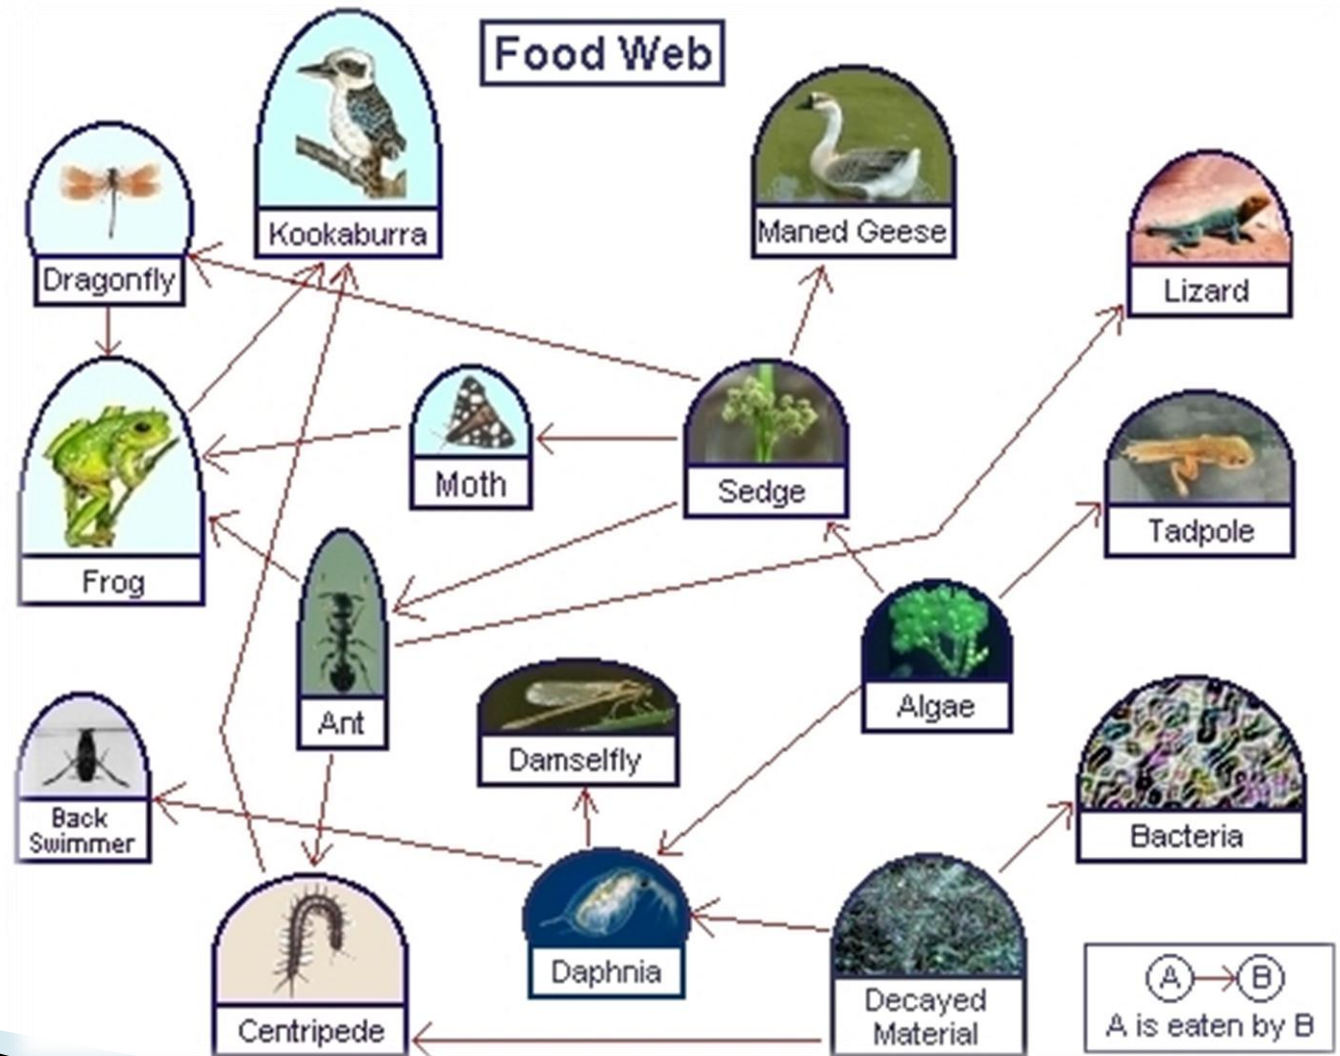 Food Web
Kookaburra
Maned Geese
Dragonfly
Lizard
Moth
Sedge
Tadpole
Frog
Ant
Algae
Damselfly
Back
Swimmer
Bacteria
Daphnia
Decayed
Material
Centripede
A
B
A is eaten by B